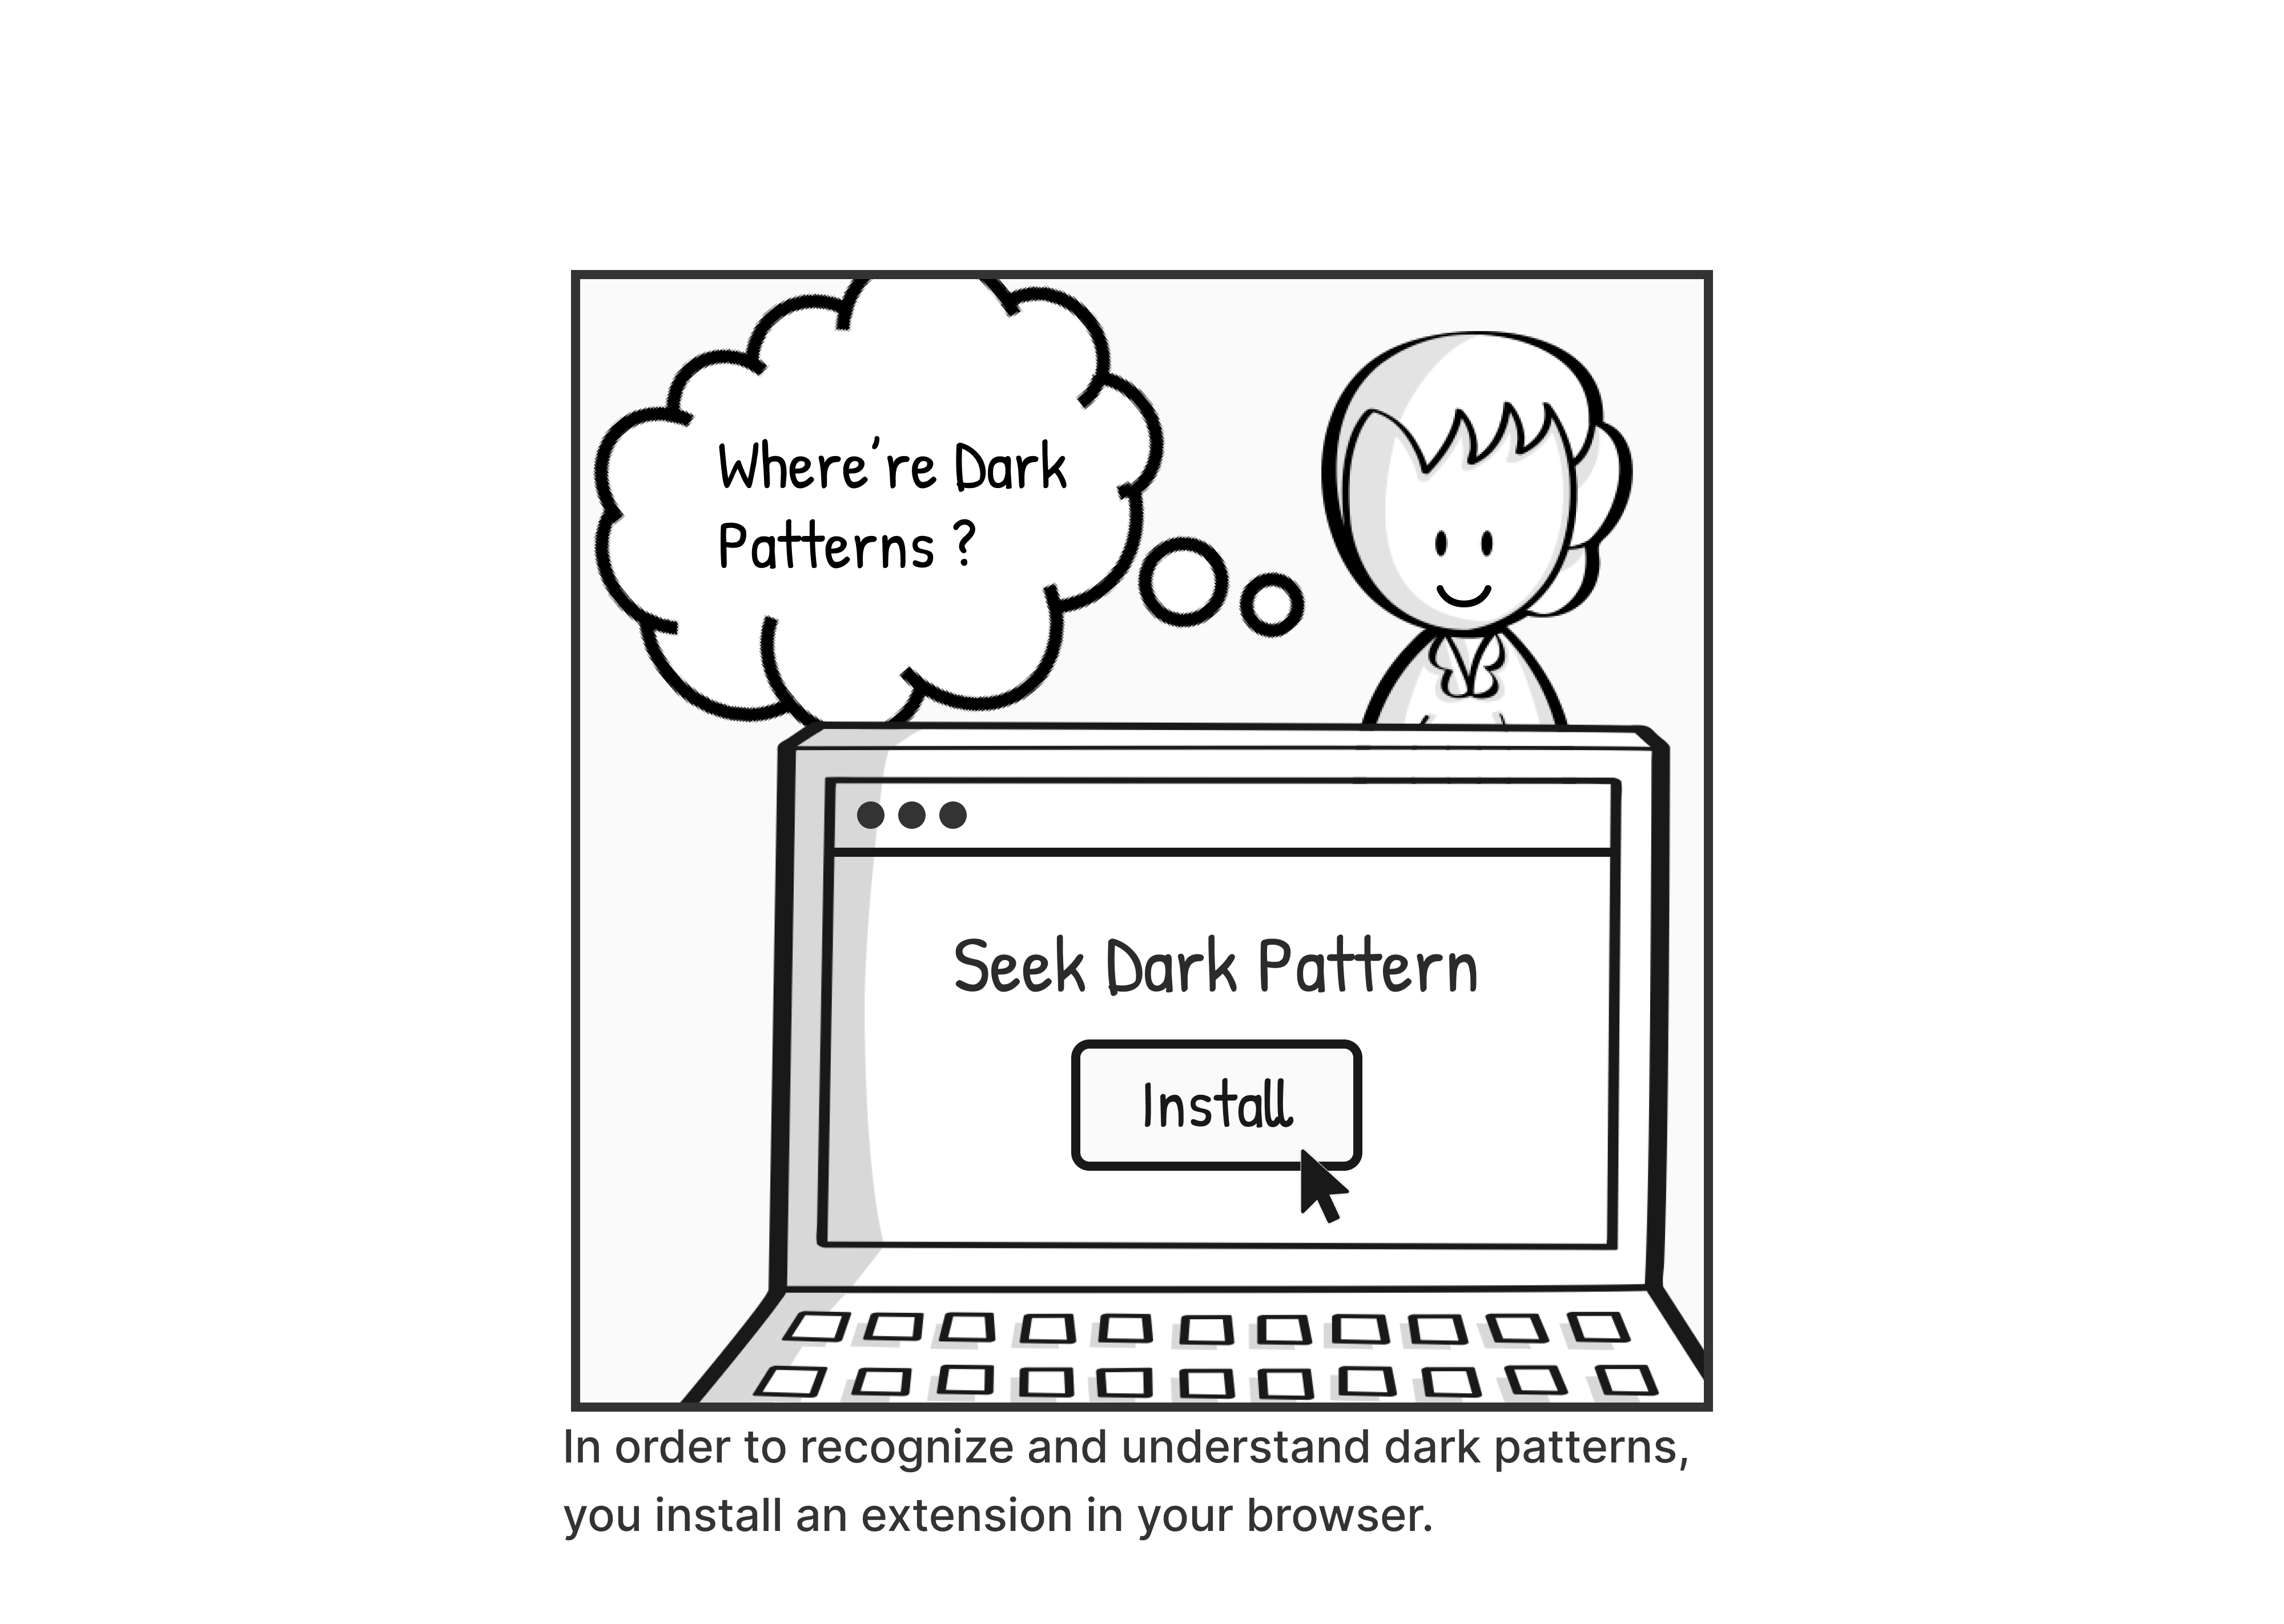 Where're Dark
Patterns ?
Seek Dark Pattern
Install
In order to recognize and understand dark patterns,
you install an extension in your browser.